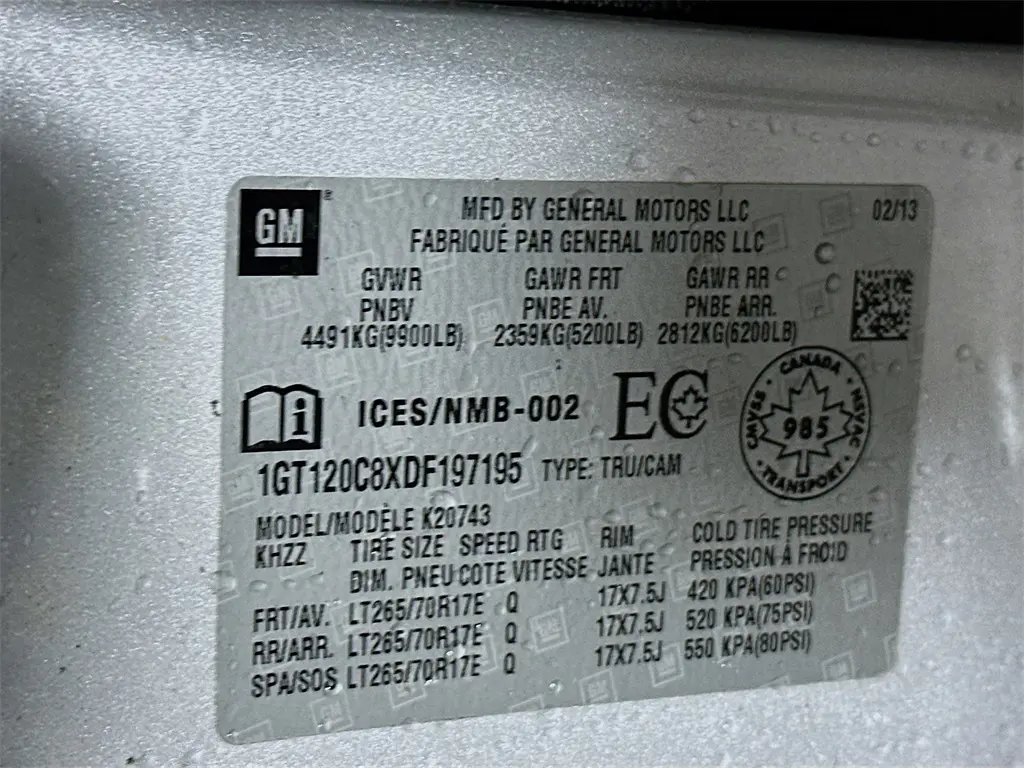 GM®
MFD BY GENERAL MOTORS LLC 02/13
FABRIQUÉ PAR GENERAL MOTORS LLC
GVWR GAWR FRT GAWR RR
PNBV PNBE AV. PNBE ARR.
4491KG(9900LB) 2359KG(5200LB) 2812KG(6200LB)
ICES/NMB-002 EC
CANADA
CMVSS • NSVAC
985
TRANSPORT
1GT120C8XDF197195 TYPE: TRU/CAM
MODEL/MODÈLE K20743
KHZZ TIRE SIZE SPEED RTG RIM COLD TIRE PRESSURE
DIM. PNEU COTE VITESSE JANTE PRESSION À FROID
FRT/AV. LT265/70R17E Q 17X7.5J 420 KPA(60PSI)
RR/ARR. LT265/70R17E Q 17X7.5J 520 KPA(75PSI)
SPA/SOS LT265/70R17E Q 17X7.5J 550 KPA(80PSI)